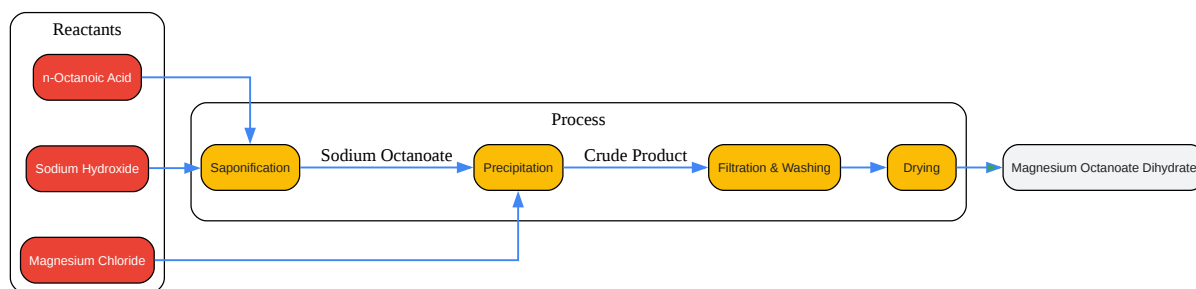 Reactants
n-Octanoic Acid
Process
Sodium Hydroxide
Saponification
Sodium Octanoate
Precipitation
Crude Product
Filtration & Washing
Drying
Magnesium Octanoate Dihydrate
Magnesium Chloride